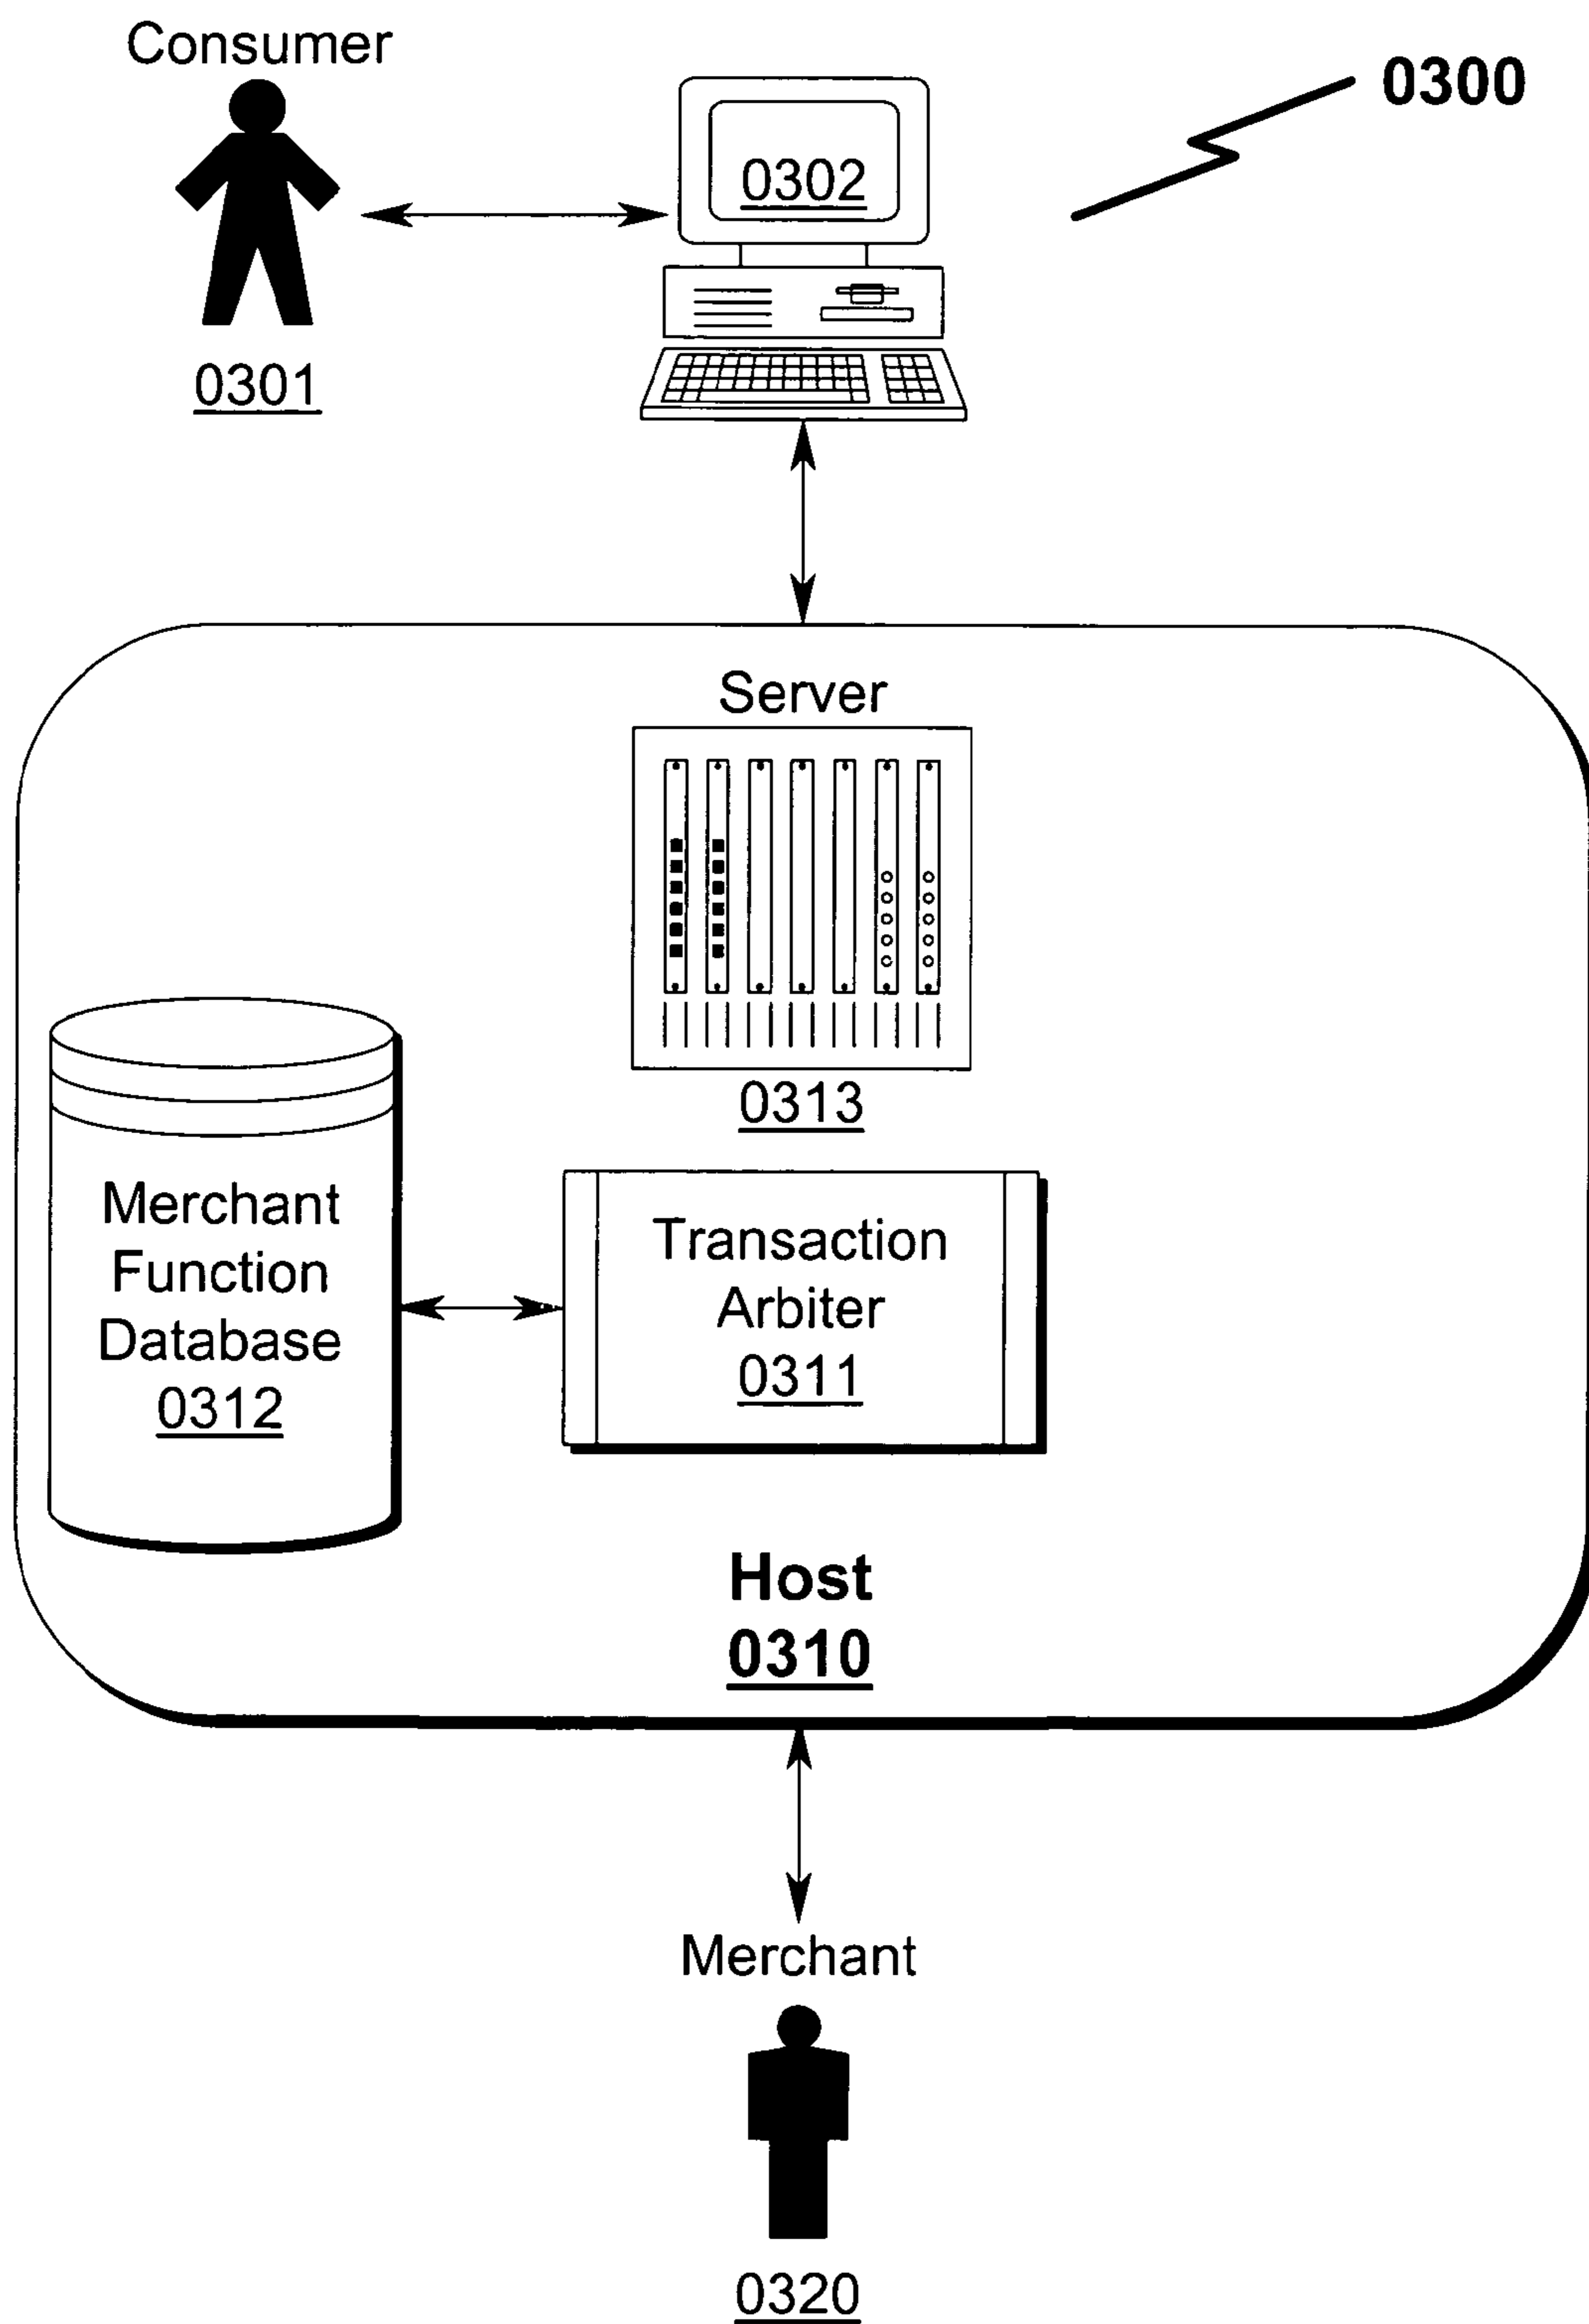 Consumer
0300
0302
0301
Server
0313
Merchant
Function
Database
0312
Transaction
Arbiter
0311
Host
0310
Merchant
0320